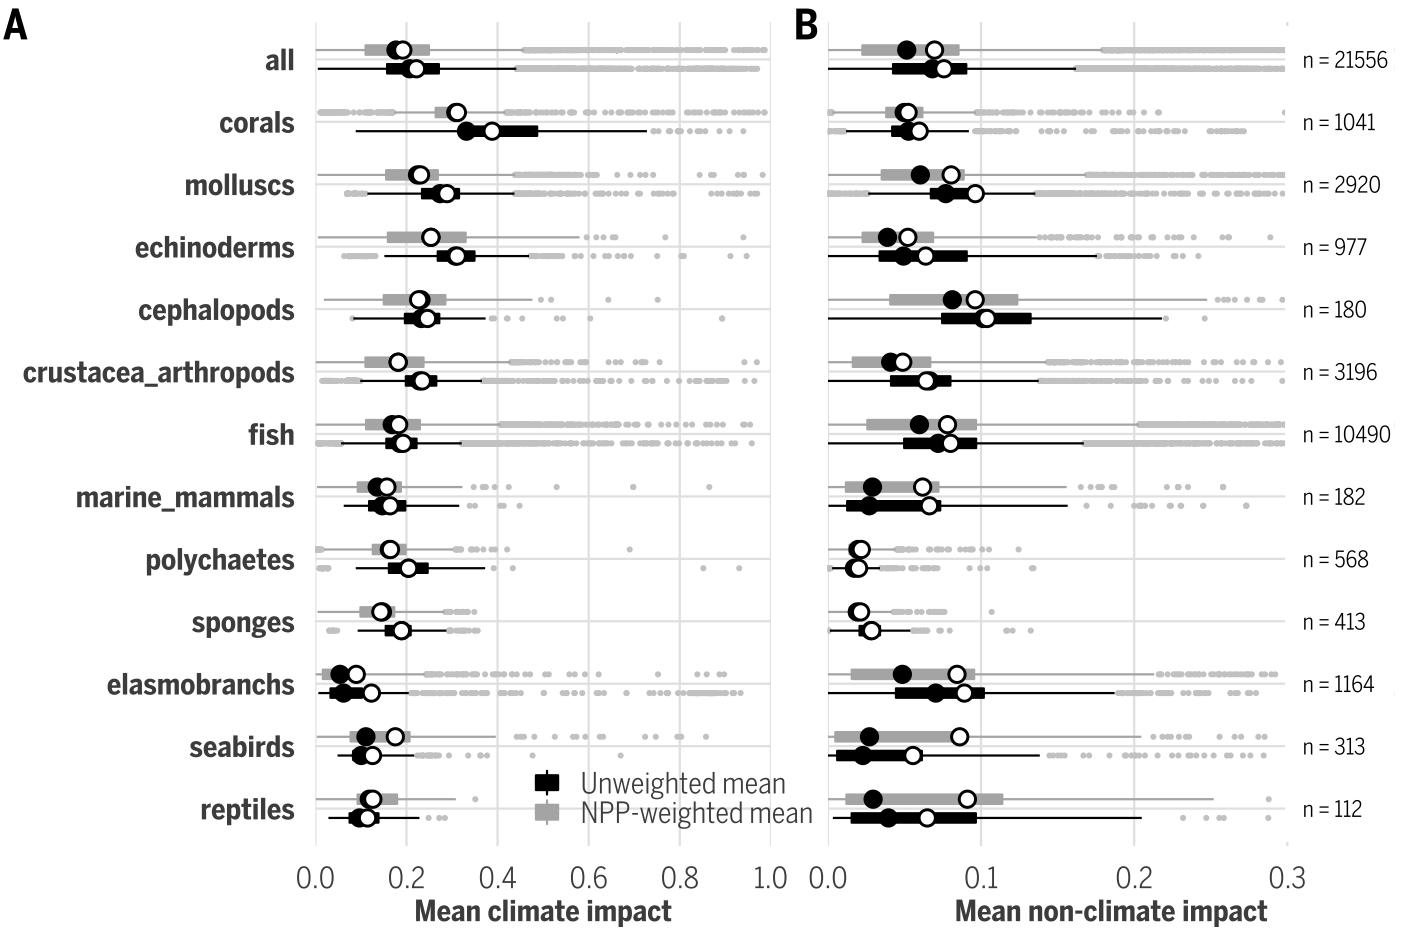 A B
all n = 21556
corals n = 1041
molluscs n = 2920
echinoderms n = 977
cephalopods n = 180
crustacea_arthropods n = 3196
fish n = 10490
marine_mammals n = 182
polychaetes n = 568
sponges n = 413
elasmobranchs n = 1164
seabirds n = 313
Unweighted mean
NPP-weighted mean
reptiles n = 112
0.0 0.2 0.4 0.6 0.8 1.0 0.0 0.1 0.2 0.3
Mean climate impact Mean non-climate impact